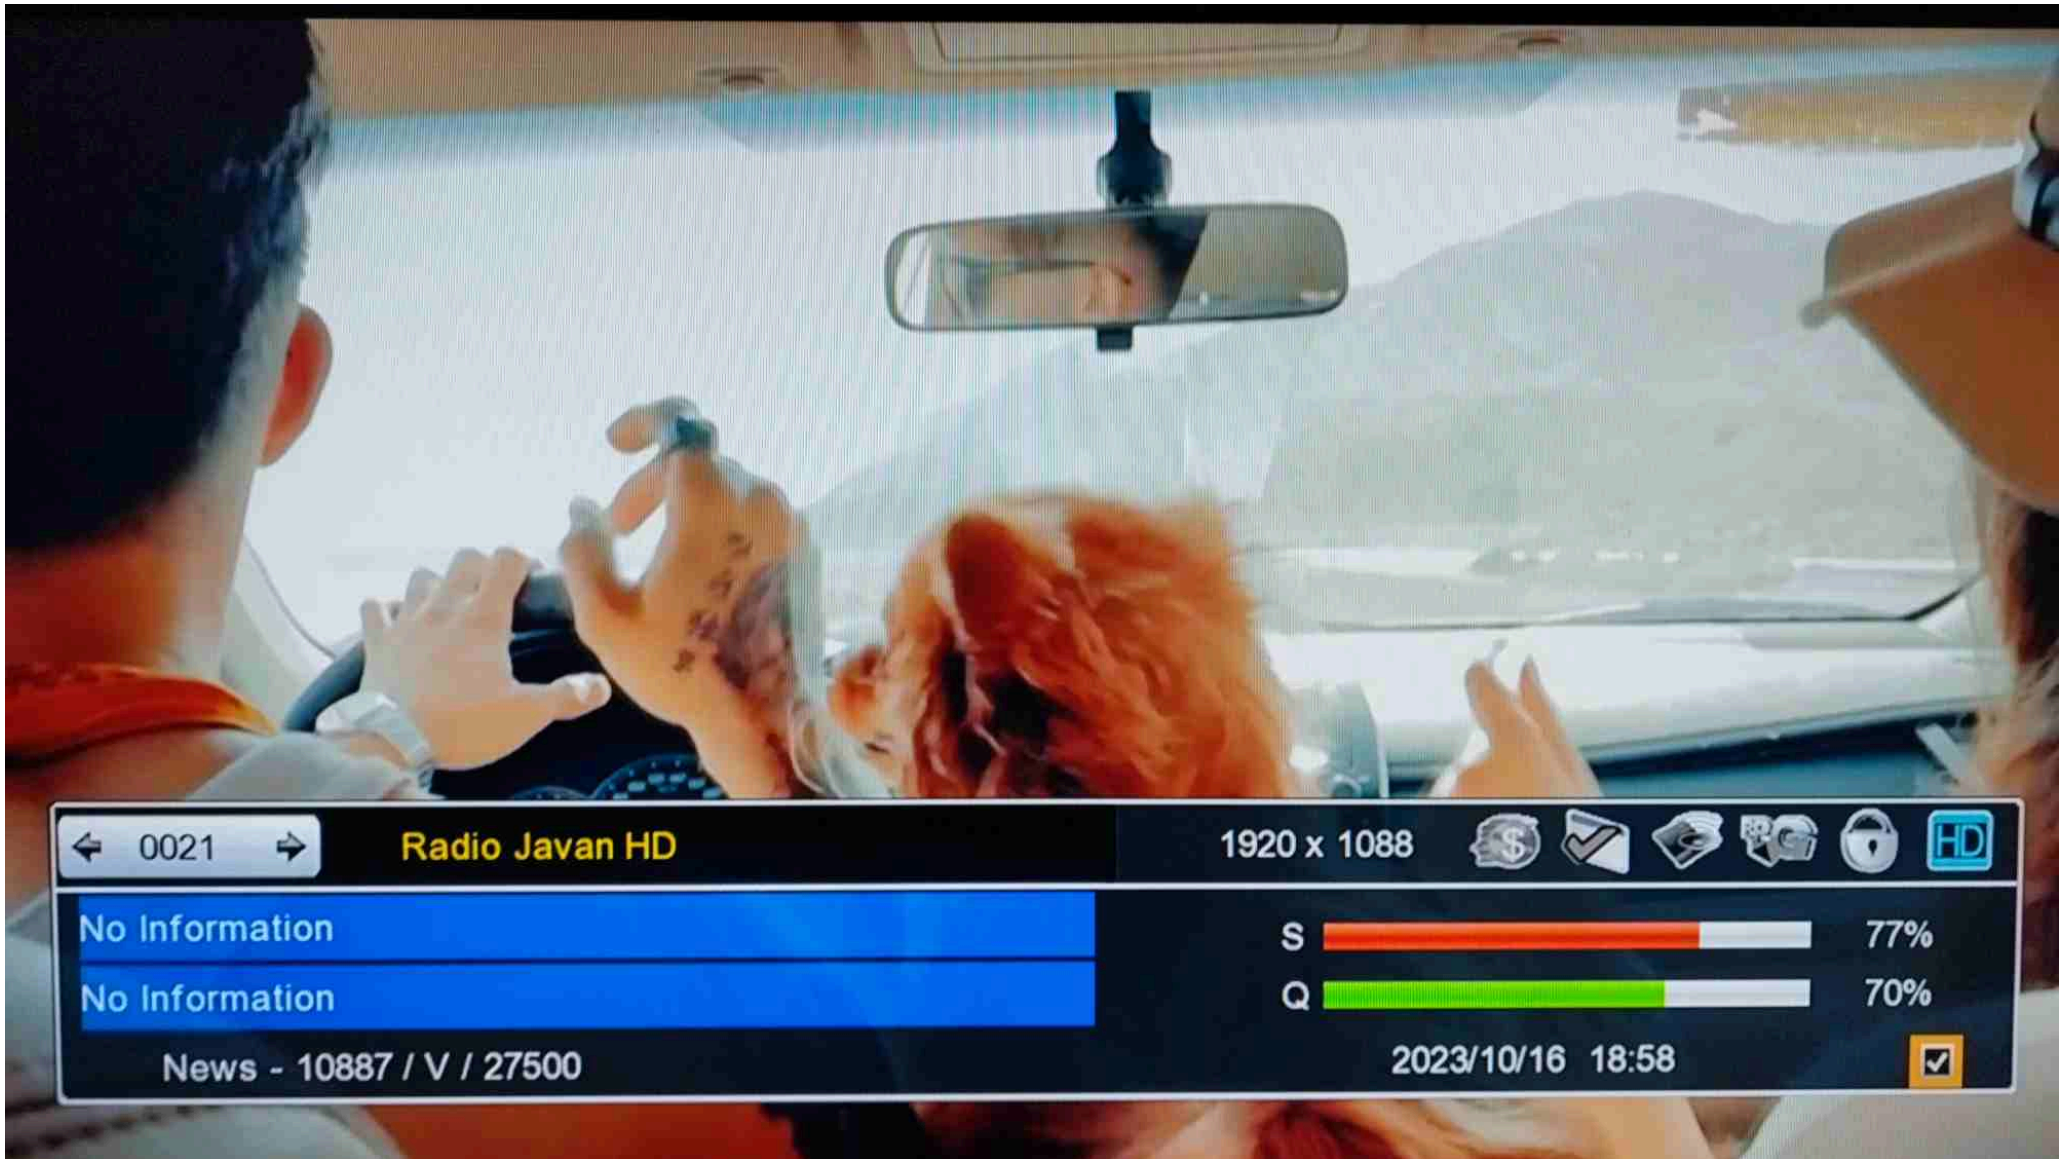 0021 Radio Javan HD 1920 x 1088 HD
No Information S 77%
No Information Q 70%
News - 10887 / V / 27500 2023/10/16 18:58